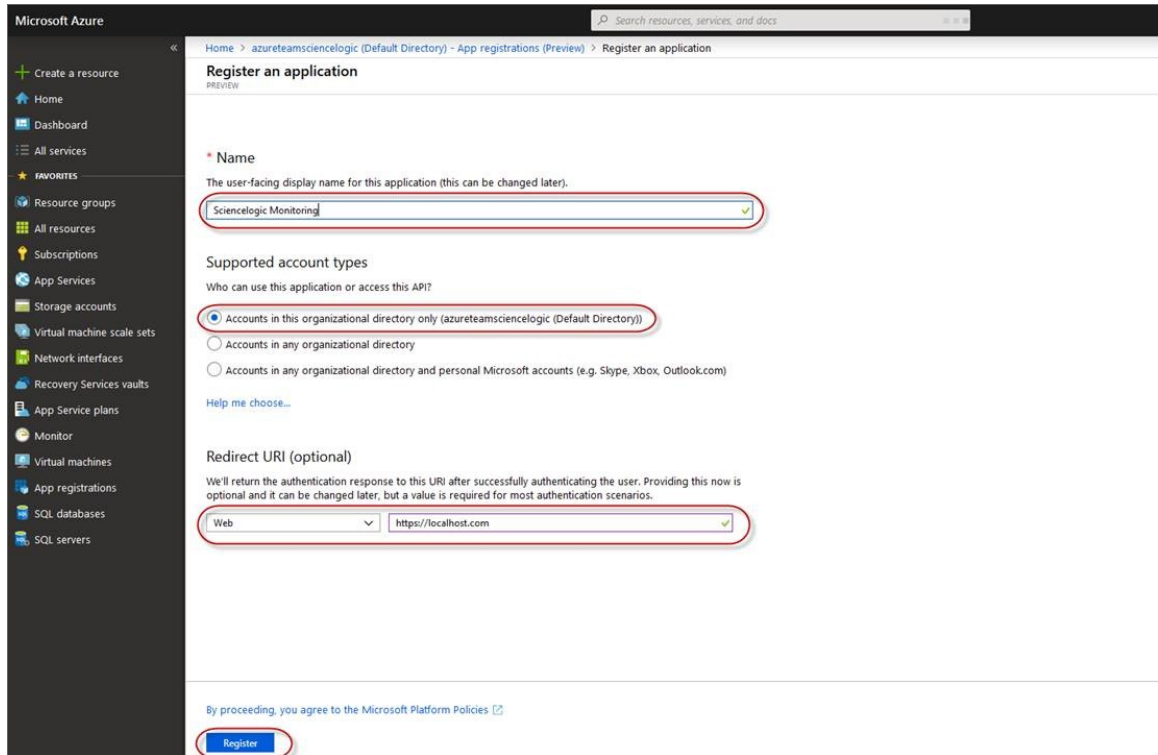 Microsoft Azure
Search resources, services, and docs
«
Create a resource
Home
Dashboard
All services
FAVORITES
Resource groups
All resources
Subscriptions
App Services
Storage accounts
Virtual machine scale sets
Network interfaces
Recovery Services vaults
App Service plans
Monitor
Virtual machines
App registrations
SQL databases
SQL servers
Home > azureteamsciencelogic (Default Directory) - App registrations (Preview) > Register an application
Register an application
PREVIEW
* Name
The user-facing display name for this application (this can be changed later).
Sciencelogic Monitoring
Supported account types
Who can use this application or access this API?
Accounts in this organizational directory only (azureteamsciencelogic (Default Directory))
Accounts in any organizational directory
Accounts in any organizational directory and personal Microsoft accounts (e.g. Skype, Xbox, Outlook.com)
Help me choose...
Redirect URI (optional)
We'll return the authentication response to this URI after successfully authenticating the user. Providing this now is
optional and it can be changed later, but a value is required for most authentication scenarios.
Web
https://localhost.com
By proceeding, you agree to the Microsoft Platform Policies
Register